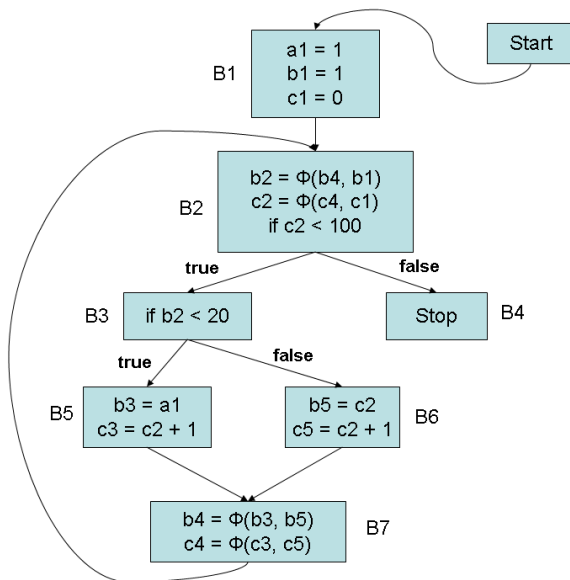 Start
B1
a1 = 1
b1 = 1
c1 = 0
B2
b2 = Φ(b4, b1)
c2 = Φ(c4, c1)
if c2 < 100
true
false
B3
if b2 < 20
Stop
B4
true
false
B5
b3 = a1
c3 = c2 + 1
b5 = c2
c5 = c2 + 1
B6
b4 = Φ(b3, b5)
c4 = Φ(c3, c5)
B7